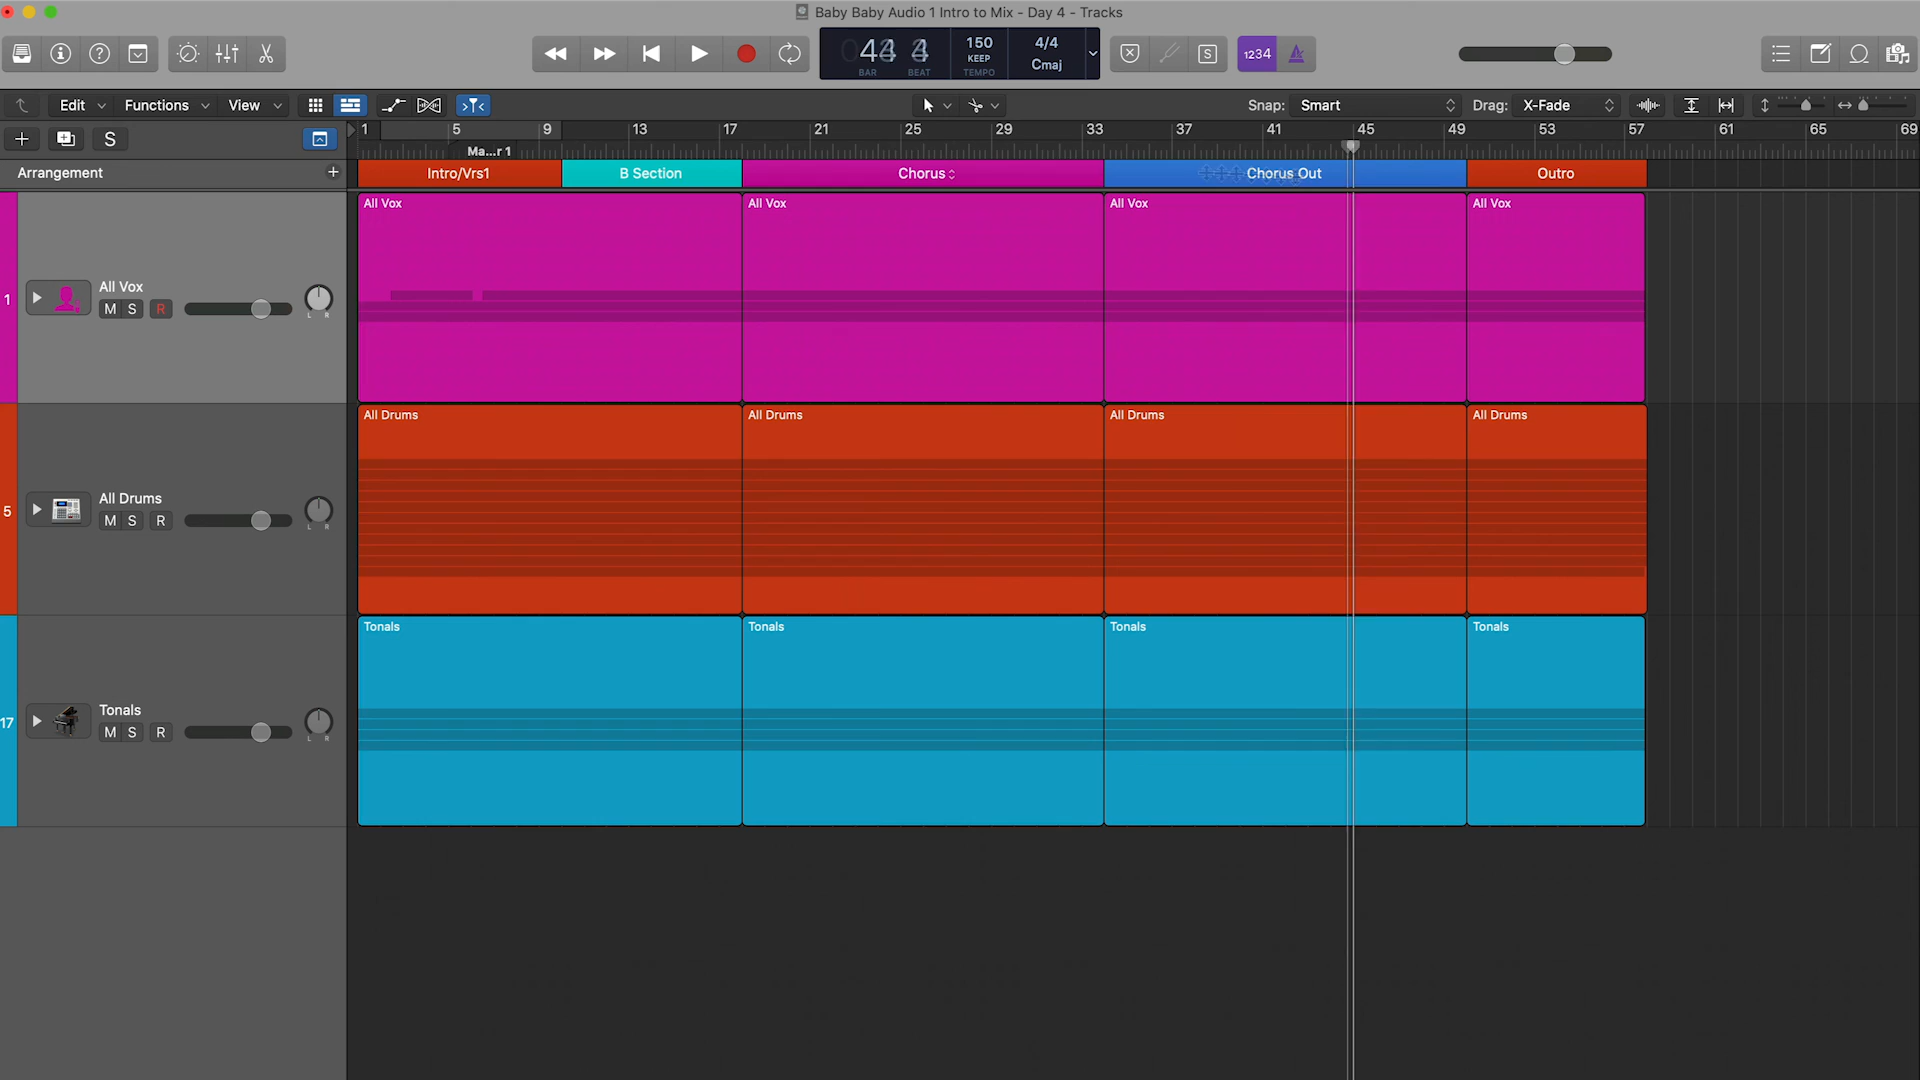 Baby Baby Audio 1 Intro to Mix - Day 4 - Tracks
BAR
BEAT
150
KEEP
TEMPO
4/4
Cmaj
S
1234
Edit
Functions
View
Snap: Smart
Drag: X-Fade
S
1 5 9 13 17 21 25 29 33 37 41 45 49 53 57 61 65 69
Ma...r 1
Arrangement
Intro/Vrs1
B Section
Chorus
Chorus Out
Outro
1
All Vox
M S R
L R
All Vox
All Vox
All Vox
All Vox
5
All Drums
M S R
L R
All Drums
All Drums
All Drums
All Drums
17
Tonals
M S R
L R
Tonals
Tonals
Tonals
Tonals